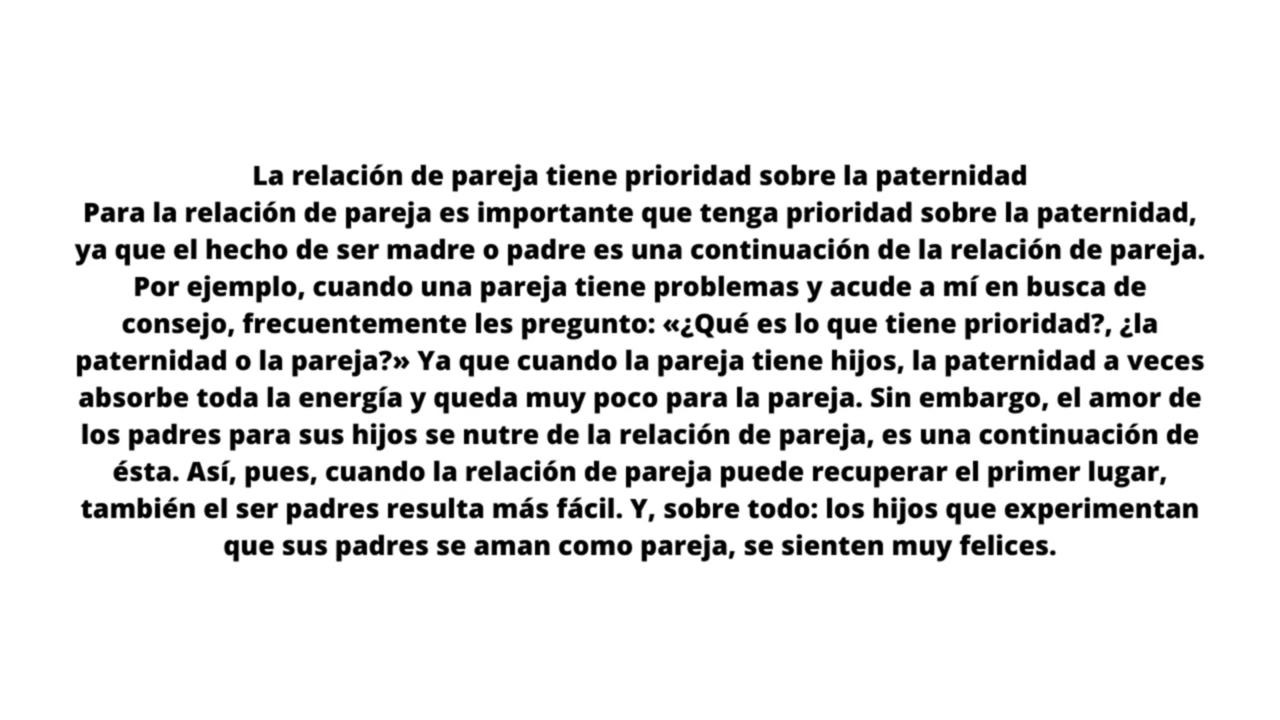 La relación de pareja tiene prioridad sobre la paternidad
Para la relación de pareja es importante que tenga prioridad sobre la paternidad,
ya que el hecho de ser madre o padre es una continuación de la relación de pareja.
Por ejemplo, cuando una pareja tiene problemas y acude a mí en busca de
consejo, frecuentemente les pregunto: «¿Qué es lo que tiene prioridad?, ¿la
paternidad o la pareja?» Ya que cuando la pareja tiene hijos, la paternidad a veces
absorbe toda la energía y queda muy poco para la pareja. Sin embargo, el amor de
los padres para sus hijos se nutre de la relación de pareja, es una continuación de
ésta. Así, pues, cuando la relación de pareja puede recuperar el primer lugar,
también el ser padres resulta más fácil. Y, sobre todo: los hijos que experimentan
que sus padres se aman como pareja, se sienten muy felices.